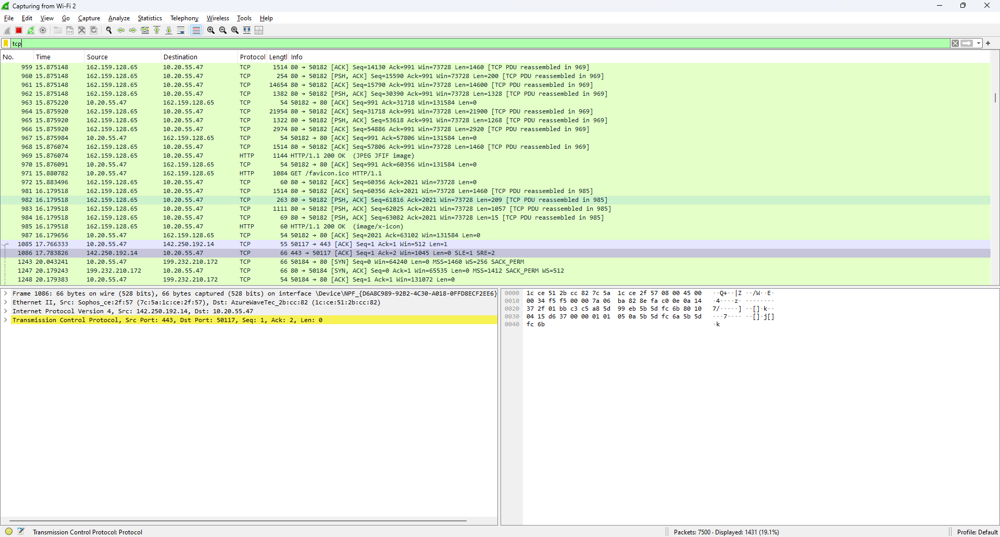 Capturing from Wi-Fi 2
File Edit View Go Capture Analyze Statistics Telephony Wireless Tools Help
tcp
No. Time Source Destination Protocol Lengtl Info
959 15.875148 162.159.128.65 10.20.55.47 TCP 1514 80 → 50182 [ACK] Seq=14130 Ack=991 Win=73728 Len=1460 [TCP PDU reassembled in 969]
960 15.875148 162.159.128.65 10.20.55.47 TCP 254 80 → 50182 [PSH, ACK] Seq=15590 Ack=991 Win=73728 Len=200 [TCP PDU reassembled in 969]
961 15.875148 162.159.128.65 10.20.55.47 TCP 14654 80 → 50182 [ACK] Seq=15790 Ack=991 Win=73728 Len=14600 [TCP PDU reassembled in 969]
962 15.875148 162.159.128.65 10.20.55.47 TCP 1382 80 → 50182 [PSH, ACK] Seq=30390 Ack=991 Win=73728 Len=1328 [TCP PDU reassembled in 969]
963 15.875220 10.20.55.47 162.159.128.65 TCP 54 50182 → 80 [ACK] Seq=991 Ack=31718 Win=131584 Len=0
964 15.875920 162.159.128.65 10.20.55.47 TCP 21954 80 → 50182 [ACK] Seq=31718 Ack=991 Win=73728 Len=21900 [TCP PDU reassembled in 969]
965 15.875920 162.159.128.65 10.20.55.47 TCP 1322 80 → 50182 [PSH, ACK] Seq=53618 Ack=991 Win=73728 Len=1268 [TCP PDU reassembled in 969]
966 15.875920 162.159.128.65 10.20.55.47 TCP 2974 80 → 50182 [ACK] Seq=54886 Ack=991 Win=73728 Len=2920 [TCP PDU reassembled in 969]
967 15.875984 10.20.55.47 162.159.128.65 TCP 54 50182 → 80 [ACK] Seq=991 Ack=57806 Win=131584 Len=0
968 15.876074 162.159.128.65 10.20.55.47 TCP 1514 80 → 50182 [ACK] Seq=57806 Ack=991 Win=73728 Len=1460 [TCP PDU reassembled in 969]
969 15.876074 162.159.128.65 10.20.55.47 HTTP 1144 HTTP/1.1 200 OK (JPEG JFIF image)
970 15.876091 10.20.55.47 162.159.128.65 TCP 54 50182 → 80 [ACK] Seq=991 Ack=60356 Win=131584 Len=0
971 15.880782 10.20.55.47 162.159.128.65 HTTP 1084 GET /favicon.ico HTTP/1.1
972 15.883496 162.159.128.65 10.20.55.47 TCP 60 80 → 50182 [ACK] Seq=60356 Ack=2021 Win=73728 Len=0
981 16.179518 162.159.128.65 10.20.55.47 TCP 1514 80 → 50182 [ACK] Seq=60356 Ack=2021 Win=73728 Len=1460 [TCP PDU reassembled in 985]
982 16.179518 162.159.128.65 10.20.55.47 TCP 263 80 → 50182 [PSH, ACK] Seq=61816 Ack=2021 Win=73728 Len=209 [TCP PDU reassembled in 985]
983 16.179518 162.159.128.65 10.20.55.47 TCP 1111 80 → 50182 [PSH, ACK] Seq=62025 Ack=2021 Win=73728 Len=1057 [TCP PDU reassembled in 985]
984 16.179518 162.159.128.65 10.20.55.47 TCP 69 80 → 50182 [PSH, ACK] Seq=63082 Ack=2021 Win=73728 Len=15 [TCP PDU reassembled in 985]
985 16.179518 162.159.128.65 10.20.55.47 HTTP 60 HTTP/1.1 200 OK (image/x-icon)
987 16.179656 10.20.55.47 162.159.128.65 TCP 54 50182 → 80 [ACK] Seq=2021 Ack=63102 Win=131584 Len=0
1085 17.766333 10.20.55.47 142.250.192.14 TCP 55 50117 → 443 [ACK] Seq=1 Ack=1 Win=512 Len=1
1086 17.783826 142.250.192.14 10.20.55.47 TCP 66 443 → 50117 [ACK] Seq=1 Ack=2 Win=1045 Len=0 SLE=1 SRE=2
1243 20.043241 10.20.55.47 199.232.210.172 TCP 66 50184 → 80 [SYN] Seq=0 Win=64240 Len=0 MSS=1460 WS=256 SACK_PERM
1247 20.179243 199.232.210.172 10.20.55.47 TCP 66 80 → 50184 [SYN, ACK] Seq=0 Ack=1 Win=65535 Len=0 MSS=1412 SACK_PERM WS=512
1248 20.179383 10.20.55.47 199.232.210.172 TCP 54 50184 → 80 [ACK] Seq=1 Ack=1 Win=131072 Len=0
Frame 1086: 66 bytes on wire (528 bits), 66 bytes captured (528 bits) on interface \Device\NPF_{D6A8C989-92B2-4C30-A018-0FFD8ECF2EE6}
Ethernet II, Src: Sophos_ce:2f:57 (7c:5a:1c:ce:2f:57), Dst: AzureWaveTec_2b:cc:82 (1c:ce:51:2b:cc:82)
Internet Protocol Version 4, Src: 142.250.192.14, Dst: 10.20.55.47
Transmission Control Protocol, Src Port: 443, Dst Port: 50117, Seq: 1, Ack: 2, Len: 0
0000 1c ce 51 2b cc 82 7c 5a 1c ce 2f 57 08 00 45 00 ··Q+··|Z ··/W··E·
0010 00 34 f5 f5 00 00 7a 06 ba 82 8e fa c0 0e 0a 14 ·4····z· ········
0020 37 2f 01 bb c3 c5 a8 5d 99 eb 5b 5d fc 6b 80 10 7/·····] ··[]·k··
0030 04 15 d6 37 00 00 01 01 05 0a 5b 5d fc 6a 5b 5d ···7···· ··[]·j[]
0040 fc 6b ·k
Transmission Control Protocol: Protocol
Packets: 7500 · Displayed: 1431 (19.1%)
Profile: Default